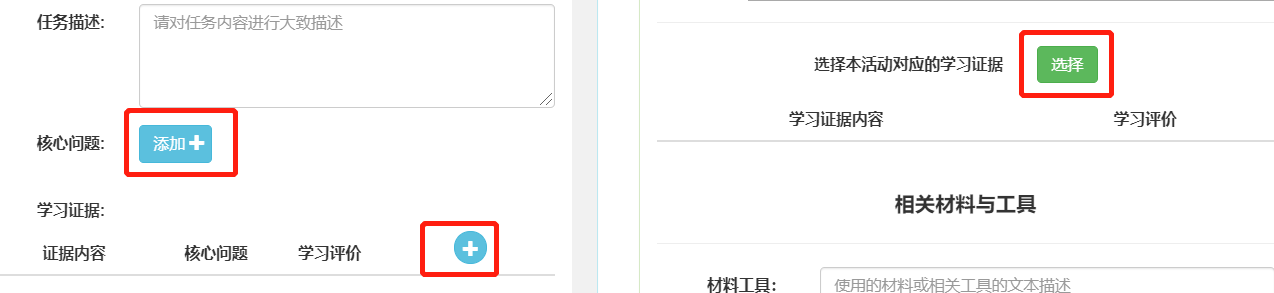 任务描述:
请对任务内容进行大致描述
核心问题:
添加
学习证据:
证据内容 核心问题 学习评价
选择本活动对应的学习证据 选择
学习证据内容 学习评价
相关材料与工具
材料工具:
使用的材料或相关工具的文本描述